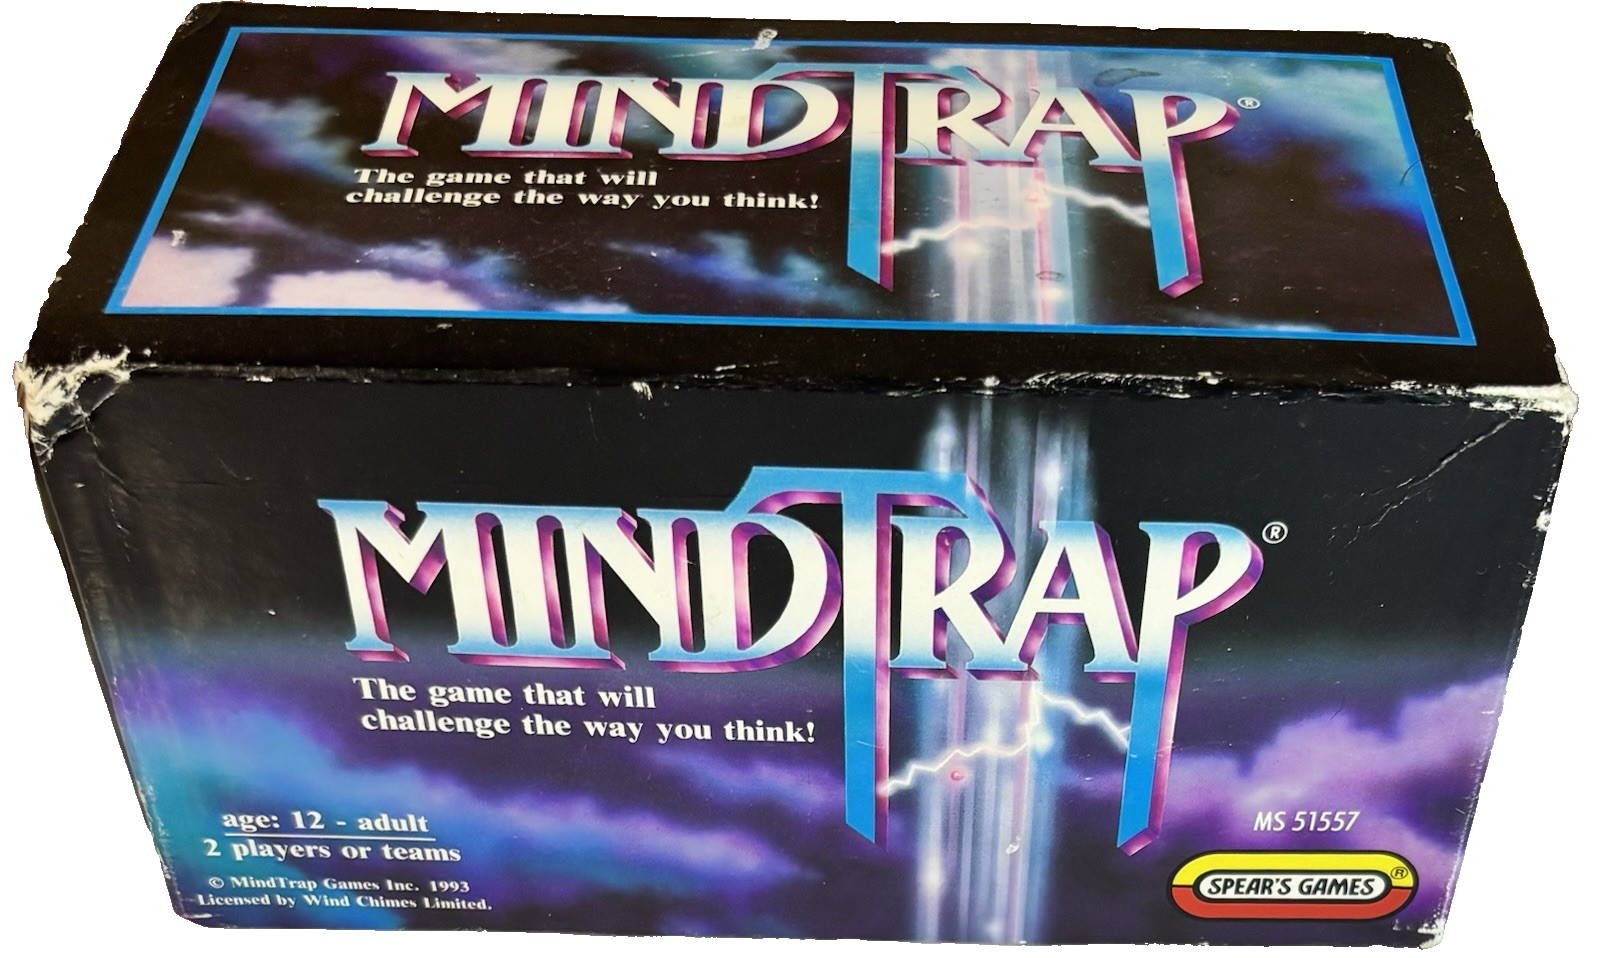 MINDTRAP®
The game that will
challenge the way you think!
MINDTRAP®
The game that will
challenge the way you think!
age: 12 - adult
2 players or teams
© MindTrap Games Inc. 1993
Licensed by Wind Chimes Limited.
MS 51557
SPEAR'S GAMES®